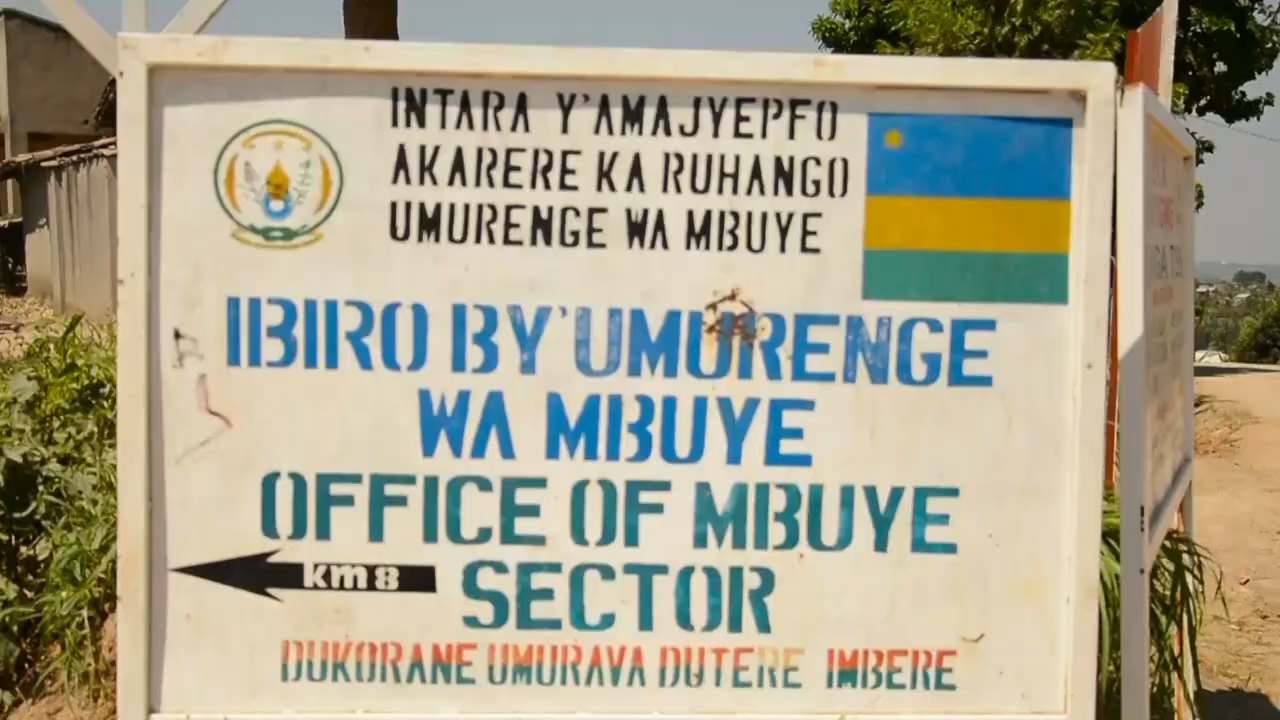 INTARA Y'AMAJYEPFO
AKARERE KA RUHANGO
UMURENGE WA MBUYE
IBIRO BY'UMURENGE
WA MBUYE
OFFICE OF MBUYE
SECTOR
km 8
DUKORANE UMURAVA DUTERE IMBERE